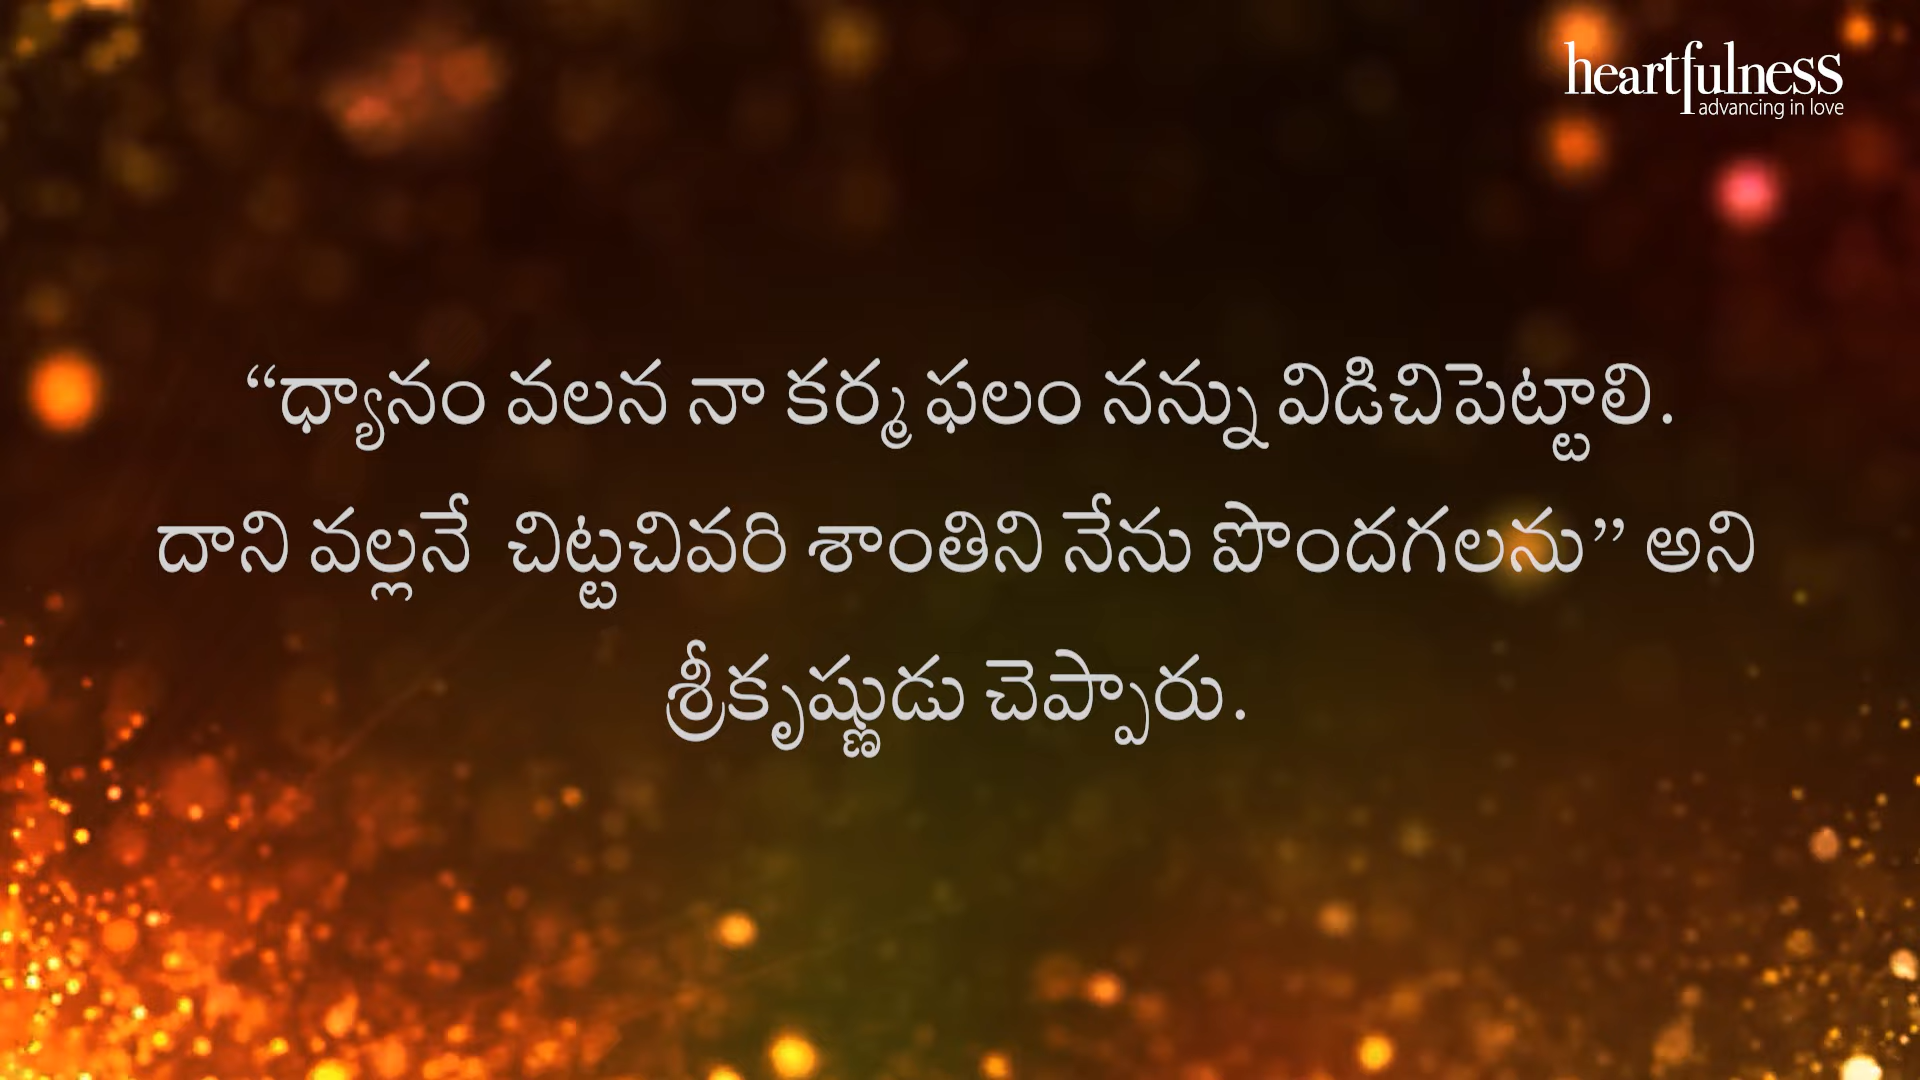 heartfulness
advancing in love
“ధ్యానం వలన నా కర్మ ఫలం నన్ను విడిచిపెట్టాలి.
దాని వల్లనే  చిట్టచివరి శాంతిని నేను పొందగలను” అని
శ్రీకృష్ణుడు చెప్పారు.